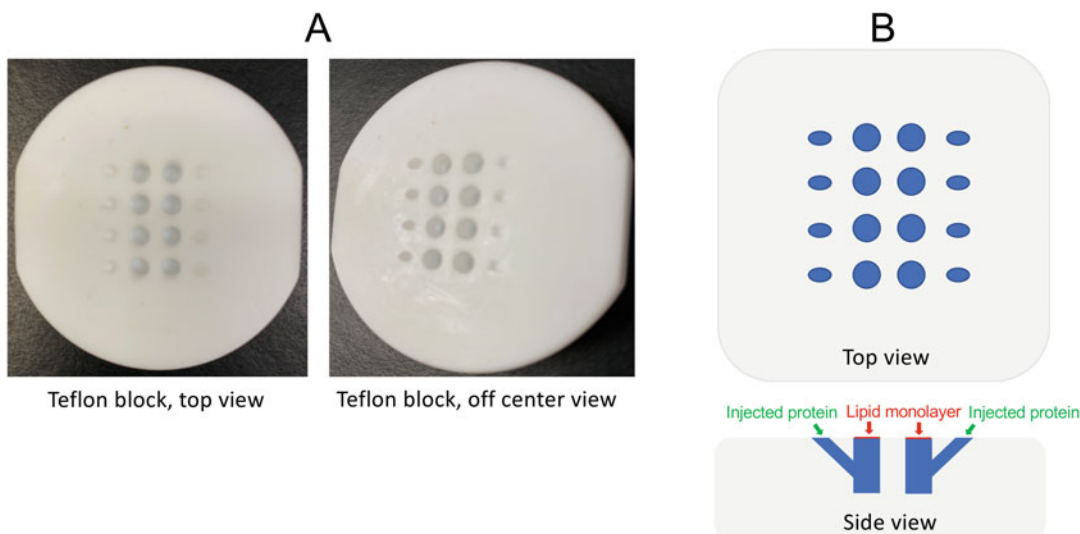 A
B
Teflon block, top view
Teflon block, off center view
Top view
Injected protein
Lipid monolayer
Injected protein
Side view